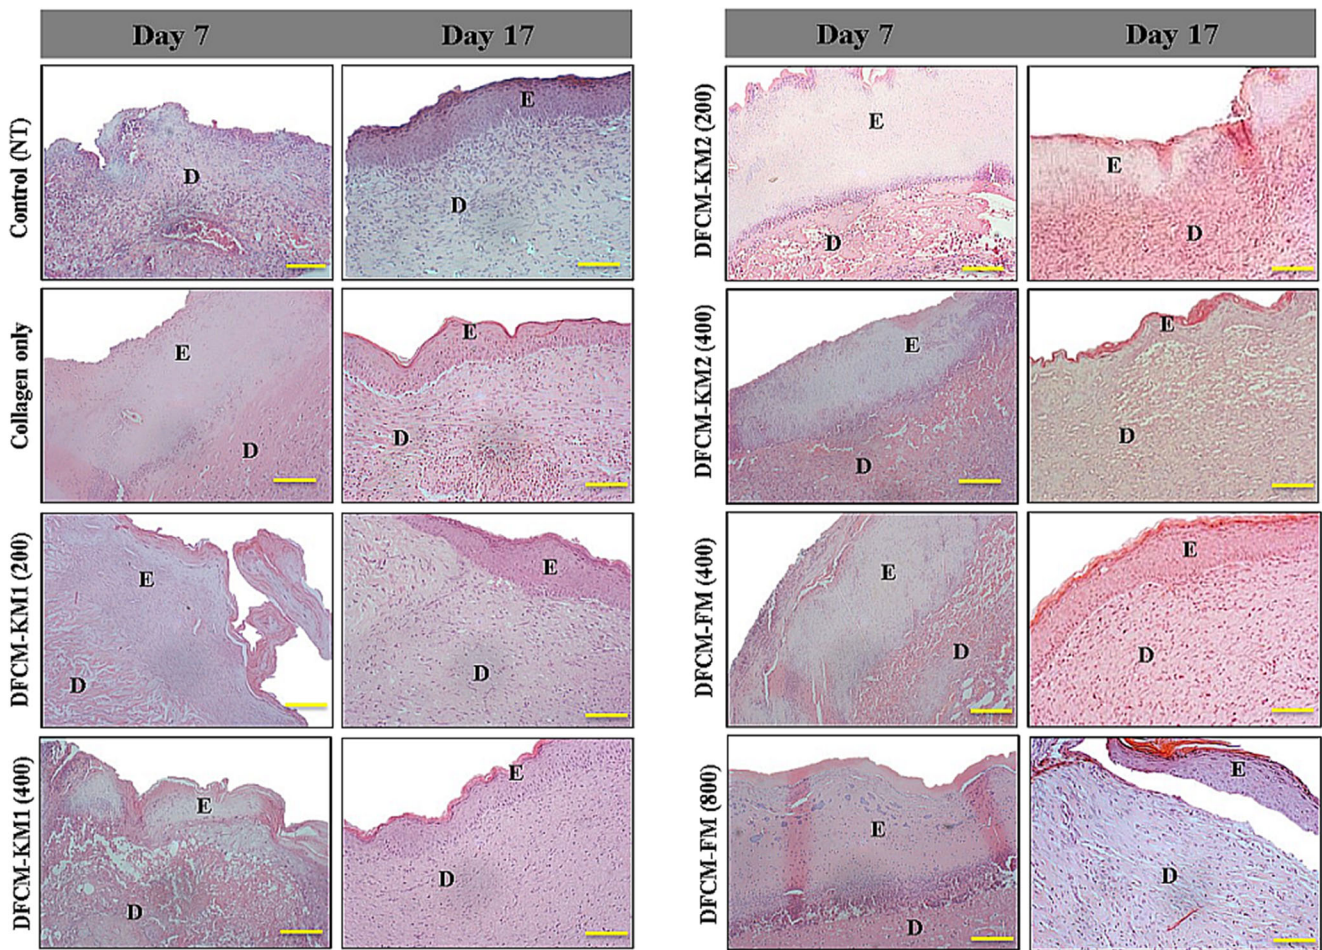 Day 7 Day 17
Control (NT)
D
E
D
Collagen only
E
D
E
D
DFCM-KM1 (200)
E
D
E
D
DFCM-KM1 (400)
E
D
E
D
Day 7 Day 17
DFCM-KM2 (200)
E
D
E
D
DFCM-KM2 (400)
E
D
E
D
DFCM-FM (400)
E
D
E
D
DFCM-FM (800)
E
D
E
D